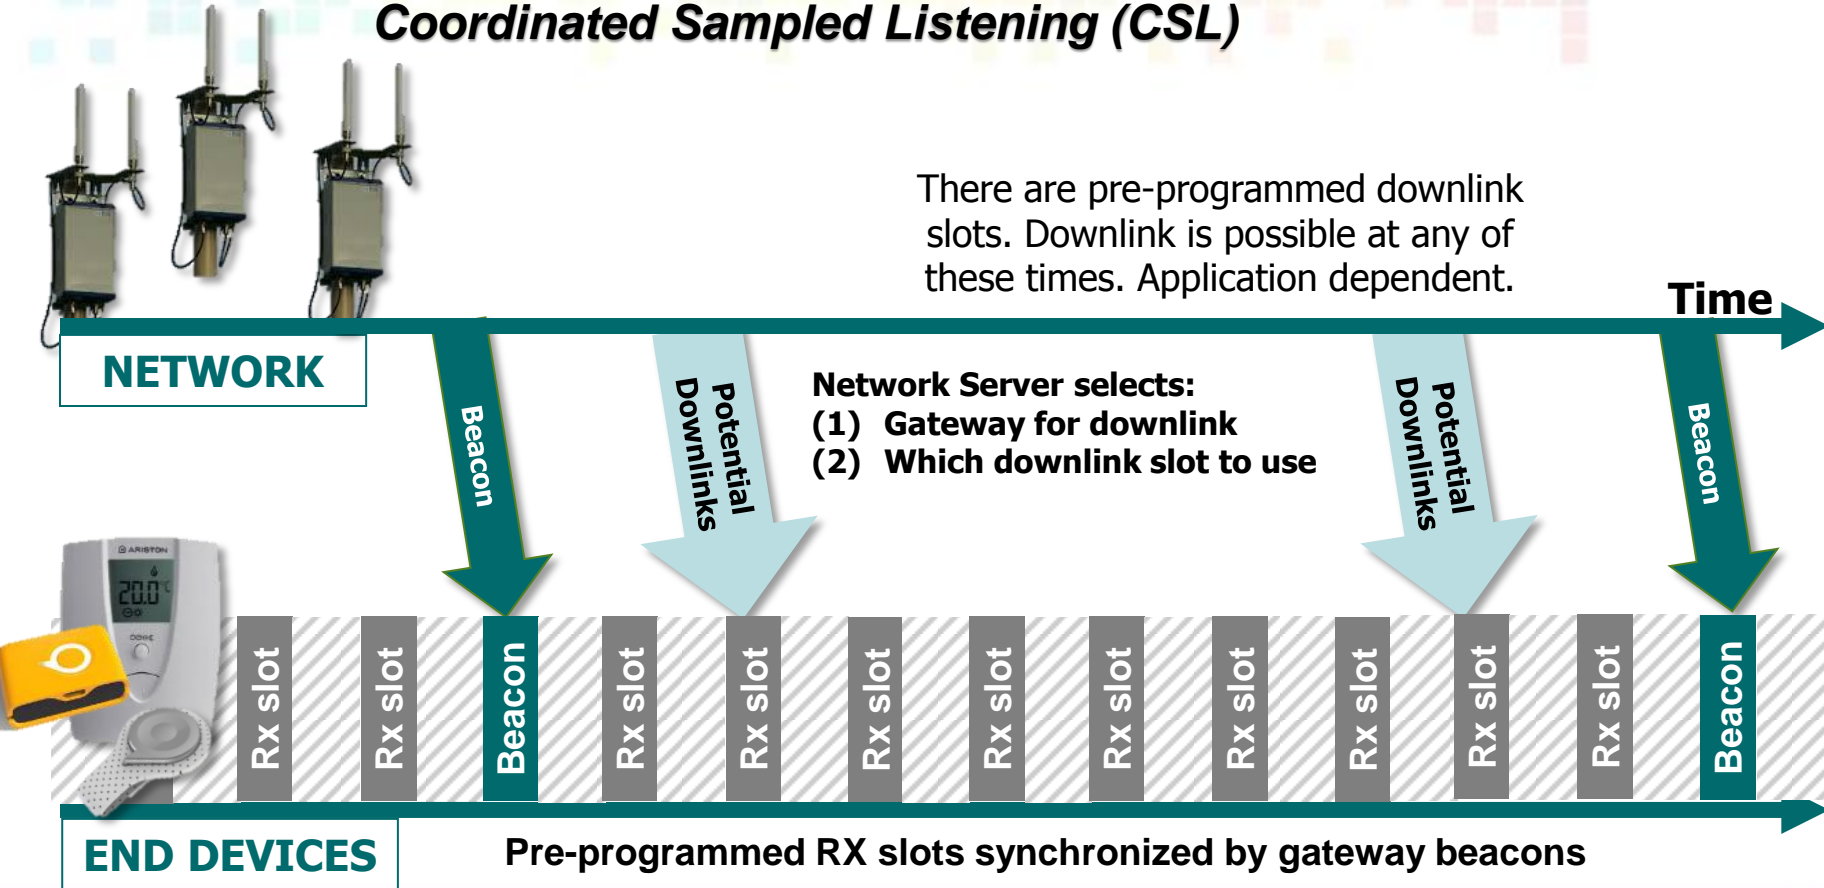 Coordinated Sampled Listening (CSL)
There are pre-programmed downlink
slots. Downlink is possible at any of
these times. Application dependent.
Time
NETWORK
Beacon
Potential
Downlinks
Network Server selects:
(1) Gateway for downlink
(2) Which downlink slot to use
Potential
Downlinks
Beacon
ARISTON
20.0°C
Rx slot
Rx slot
Beacon
Rx slot
Rx slot
Rx slot
Rx slot
Rx slot
Rx slot
Rx slot
Rx slot
Rx slot
Beacon
END DEVICES
Pre-programmed RX slots synchronized by gateway beacons